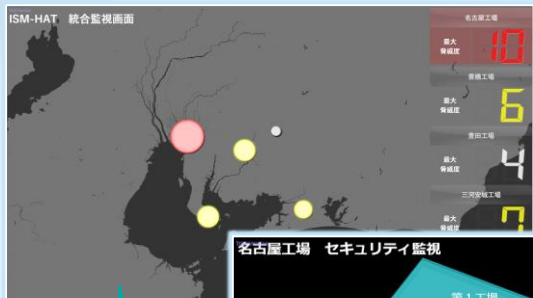 ISM-HAT 統合監視画面
名古屋工場
最大
脅威度
10
豊橋工場
最大
脅威度
6
豊田工場
最大
脅威度
4
三河安城工場
最大
脅威度
7
名古屋工場 セキュリティ監視
第1工場